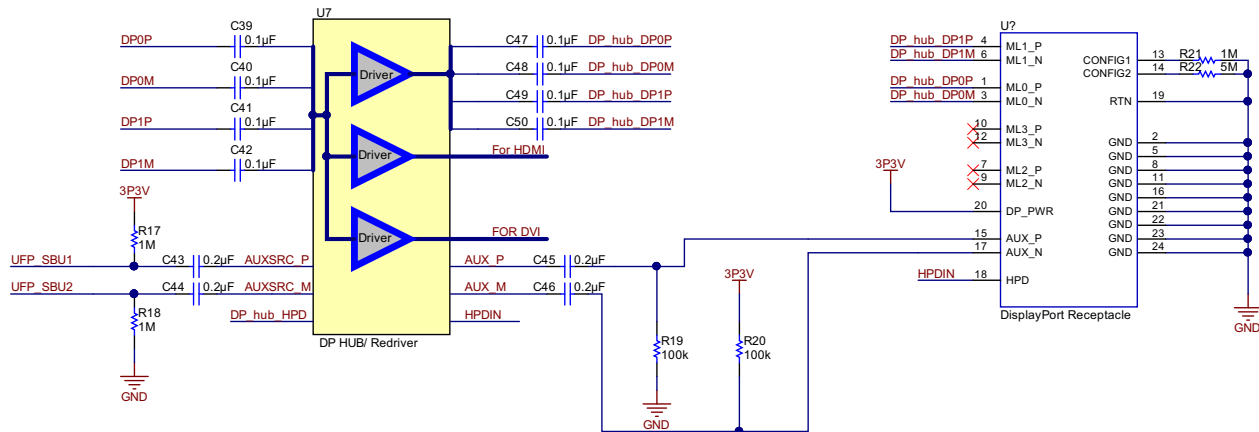 U7
C39
DP0P
0.1µF
C40
DP0M
0.1µF
C41
DP1P
0.1µF
C42
DP1M
0.1µF
3P3V
R17
1M
UFP_SBU1
C43
0.2µF
AUXSRC_P
UFP_SBU2
C44
0.2µF
AUXSRC_M
R18
1M
DP_hub_HPD
GND
Driver
Driver
Driver
DP HUB/ Redriver
C47
0.1µF
DP_hub_DP0P
C48
0.1µF
DP_hub_DP0M
C49
0.1µF
DP_hub_DP1P
C50
0.1µF
DP_hub_DP1M
For HDMI
FOR DVI
AUX_P
C45
0.2µF
AUX_M
C46
0.2µF
HPDIN
3P3V
R19
100k
R20
100k
GND
U?
DP_hub_DP1P
4
ML1_P
DP_hub_DP1M
6
ML1_N
DP_hub_DP0P
1
ML0_P
DP_hub_DP0M
3
ML0_N
10
ML3_P
12
ML3_N
7
ML2_P
9
ML2_N
3P3V
20
DP_PWR
15
AUX_P
17
AUX_N
HPDIN
18
HPD
CONFIG1
13
R21
1M
CONFIG2
14
R22
5M
RTN
19
GND
2
GND
5
GND
8
GND
11
GND
16
GND
21
GND
22
GND
23
GND
24
DisplayPort Receptacle
GND